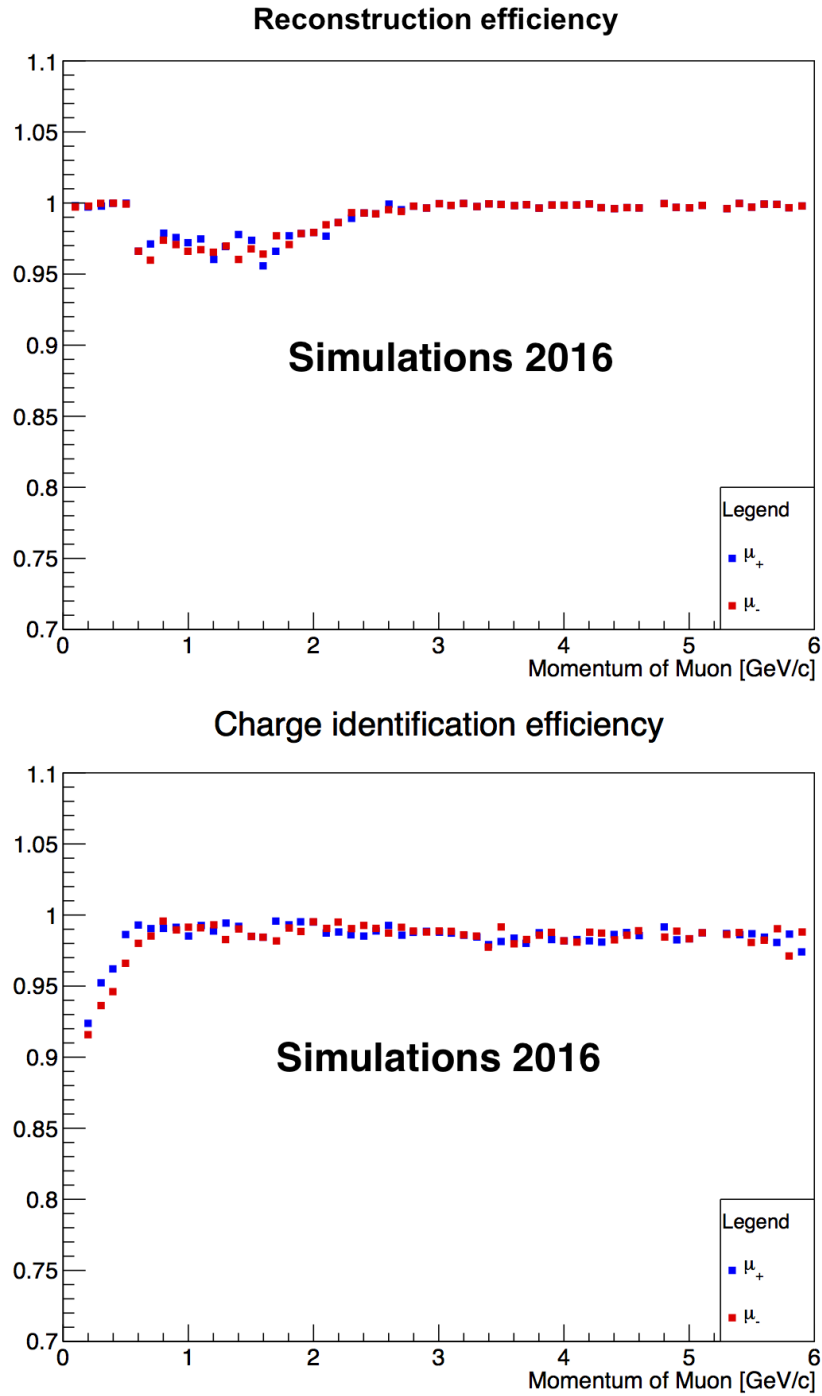 Reconstruction efficiency
1.1
1.05
1
0.95
0.9
0.85
0.8
0.75
0.7
Simulations 2016
Legend
μ+
μ-
0 1 2 3 4 5 6
Momentum of Muon [GeV/c]
Charge identification efficiency
1.1
1.05
1
0.95
0.9
0.85
0.8
0.75
0.7
Simulations 2016
Legend
μ+
μ-
0 1 2 3 4 5 6
Momentum of Muon [GeV/c]